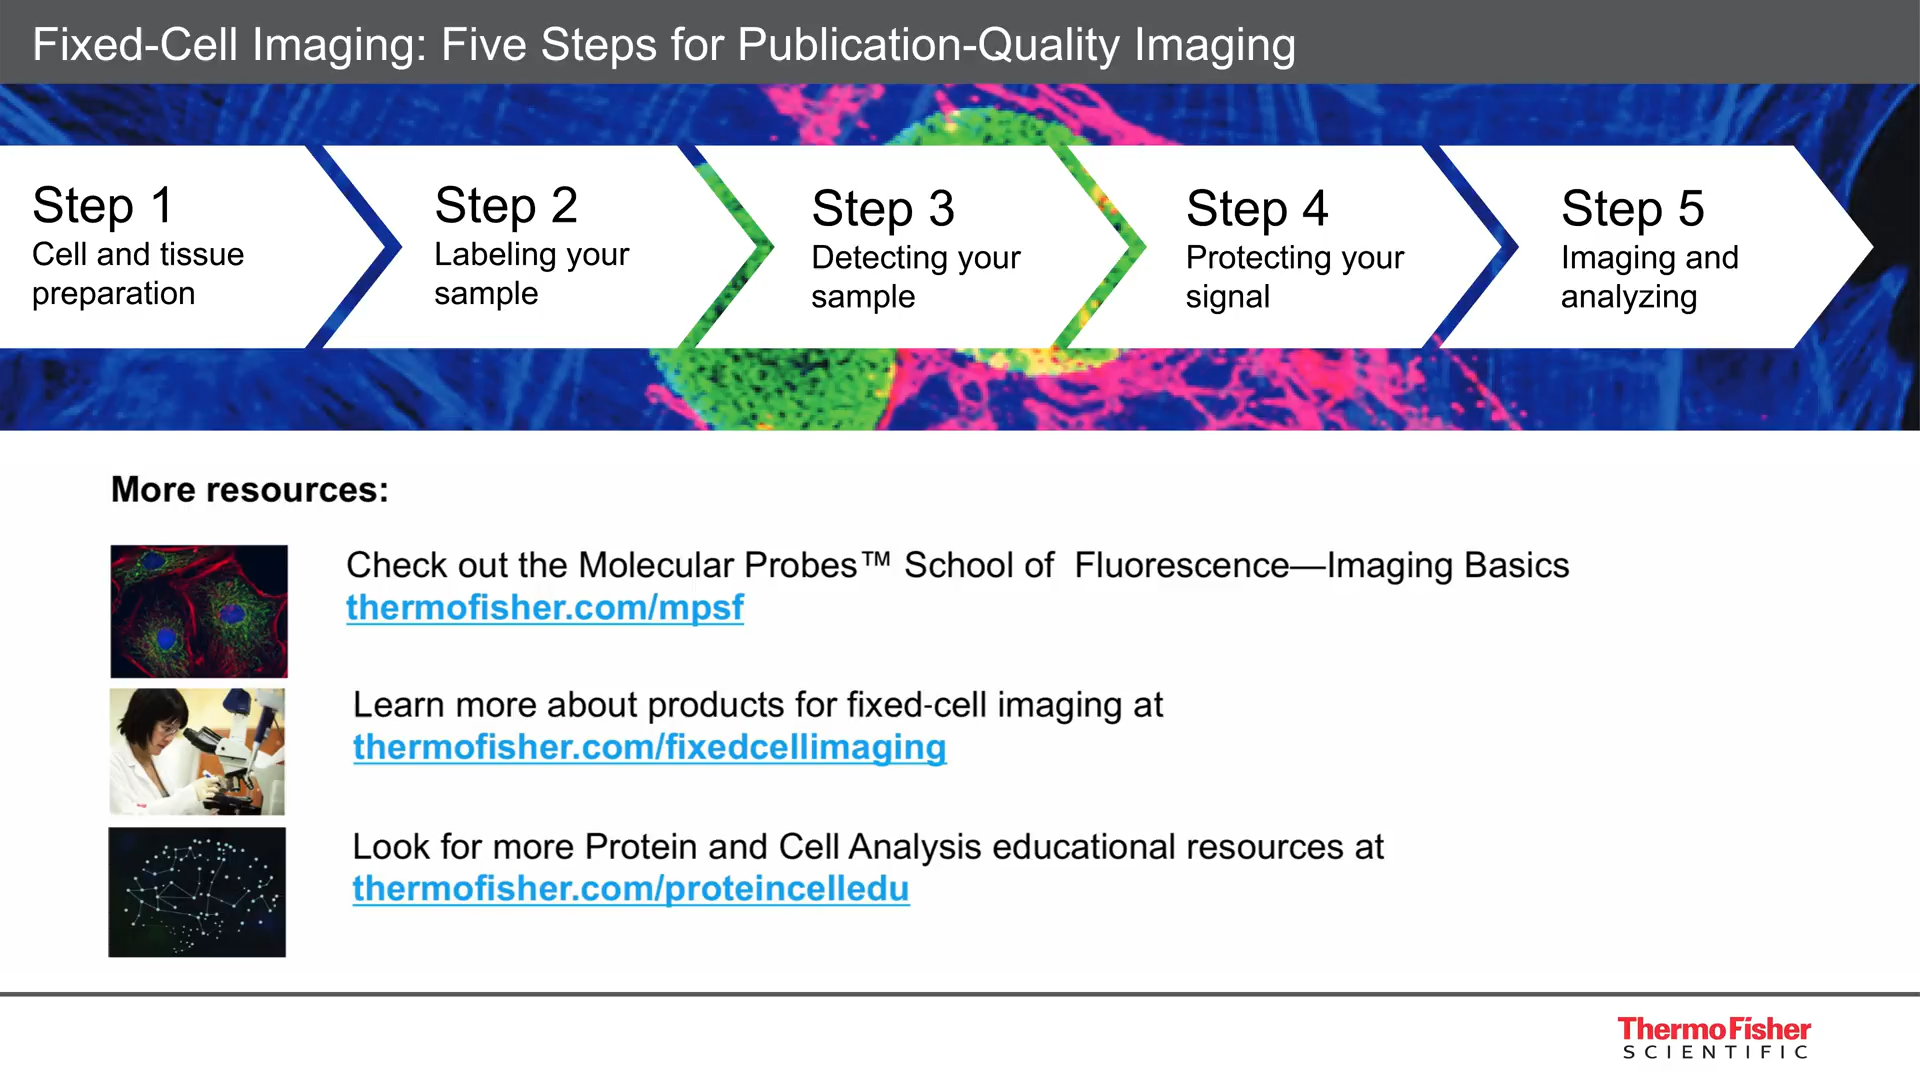 Fixed-Cell Imaging: Five Steps for Publication-Quality Imaging
Step 1
Cell and tissue
preparation
Step 2
Labeling your
sample
Step 3
Detecting your
sample
Step 4
Protecting your
signal
Step 5
Imaging and
analyzing
More resources:
Check out the Molecular Probes™ School of Fluorescence—Imaging Basics
thermofisher.com/mpsf
Learn more about products for fixed-cell imaging at
thermofisher.com/fixedcellimaging
Look for more Protein and Cell Analysis educational resources at
thermofisher.com/proteincelledu
ThermoFisher
SCIENTIFIC